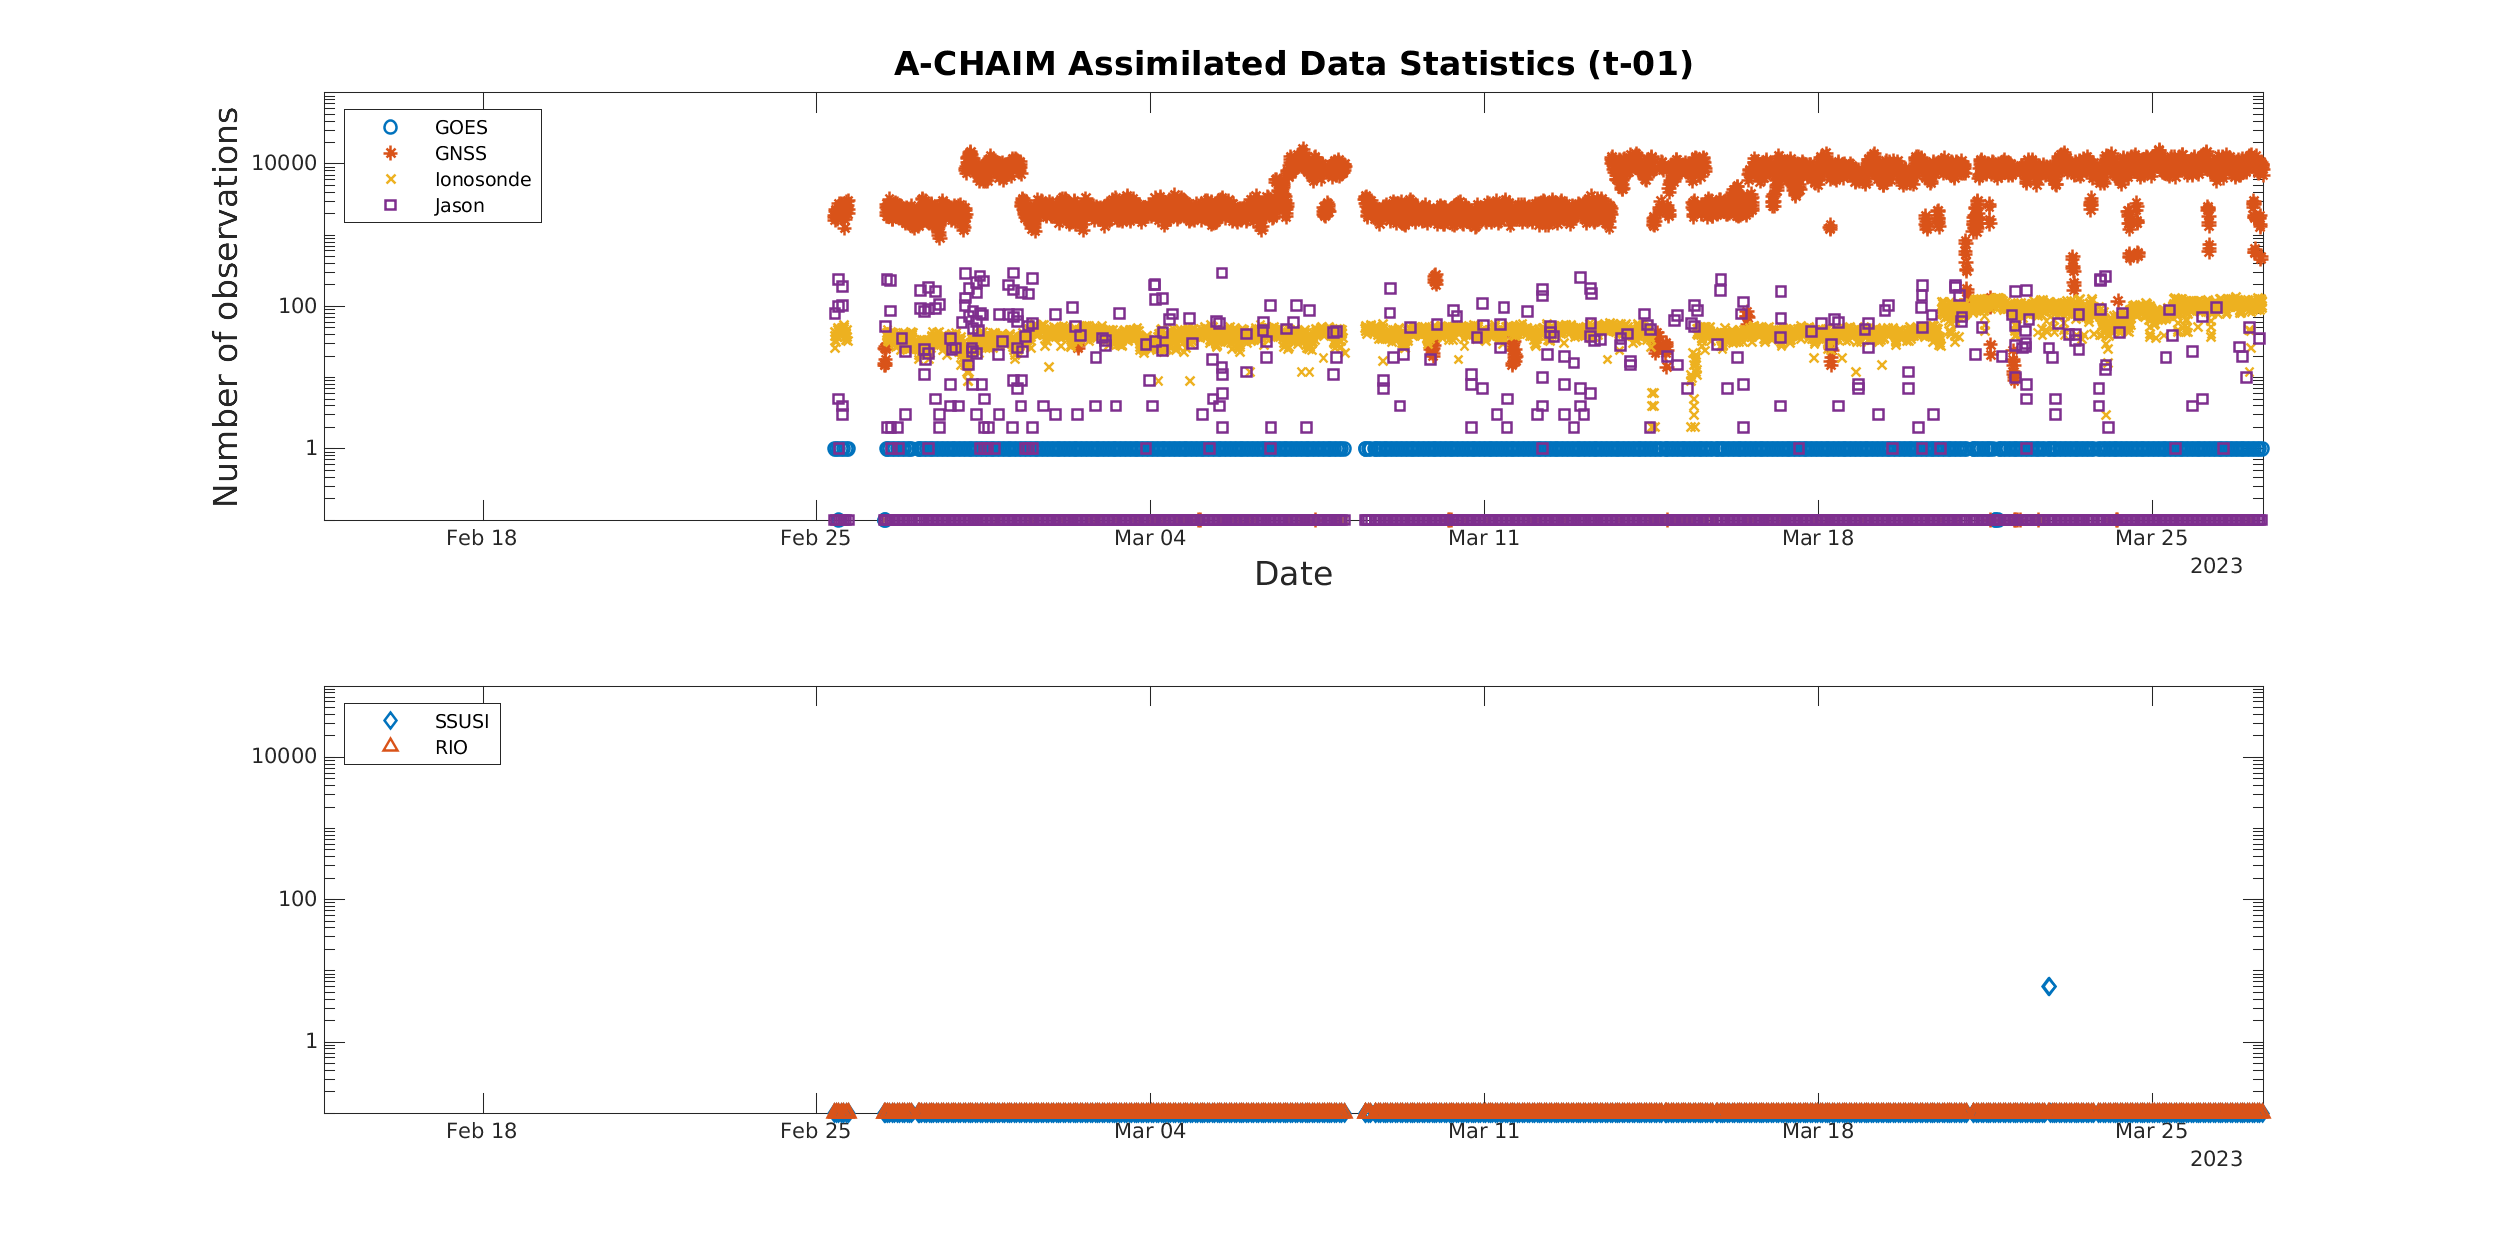 A-CHAIM Assimilated Data Statistics (t-01)
Number of observations
10000
100
1
GOES
GNSS
Ionosonde
Jason
Feb 18
Feb 25
Mar 04
Mar 11
Mar 18
Mar 25
2023
Date
10000
100
1
SSUSI
RIO
Feb 18
Feb 25
Mar 04
Mar 11
Mar 18
Mar 25
2023